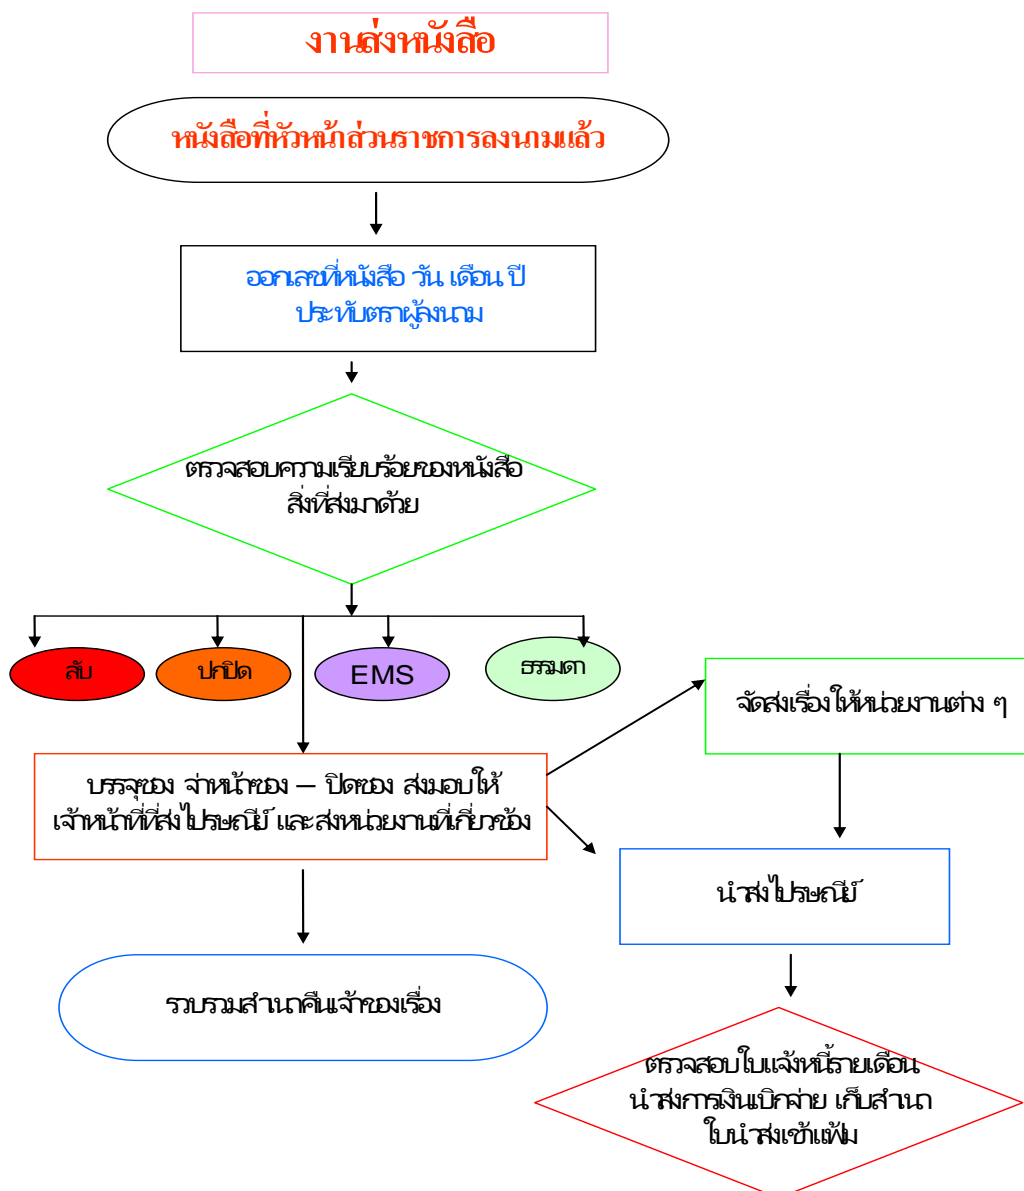 งานส่งหนังสือ
หนังสือที่หัวหน้าส่วนราชการลงนามแล้ว
ออกเลขที่หนังสือ วัน เดือน ปี
ประทับตราผู้ลงนาม
ตรวจสอบความเรียบร้อยของหนังสือ
สิ่งที่ส่งมาด้วย
ลับ
ปกปิด
EMS
ธรรมดา
จัดส่งเรื่องให้หน่วยงานต่าง ๆ
บรรจุซอง จ่าหน้าซอง – ปิดซอง ส่งมอบให้
เจ้าหน้าที่ที่ส่งไปรษณีย์ และส่งหน่วยงานที่เกี่ยวข้อง
นำส่งไปรษณีย์
รวบรวมสำเนาคืนเจ้าของเรื่อง
ตรวจสอบใบแจ้งหนี้รายเดือน
นำส่งการเงินเบิกจ่าย เก็บสำเนา
ใบนำส่งเข้าแฟ้ม